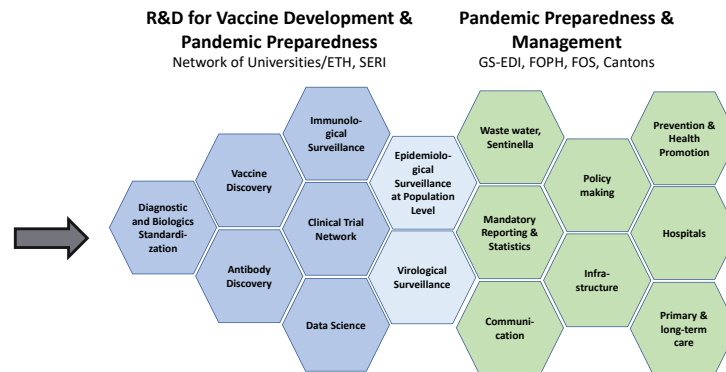 R&D for Vaccine Development &
Pandemic Preparedness
Network of Universities/ETH, SERI
Pandemic Preparedness &
Management
GS-EDI, FOPH, FOS, Cantons
Diagnostic
and Biologics
Standardi-
zation
Vaccine
Discovery
Antibody
Discovery
Immunolo-
gical
Surveillance
Clinical Trial
Network
Data Science
Epidemiolo-
gical
Surveillance
at Population
Level
Virological
Surveillance
Waste water,
Sentinella
Mandatory
Reporting &
Statistics
Communi-
cation
Policy
making
Infra-
structure
Prevention &
Health
Promotion
Hospitals
Primary &
long-term
care